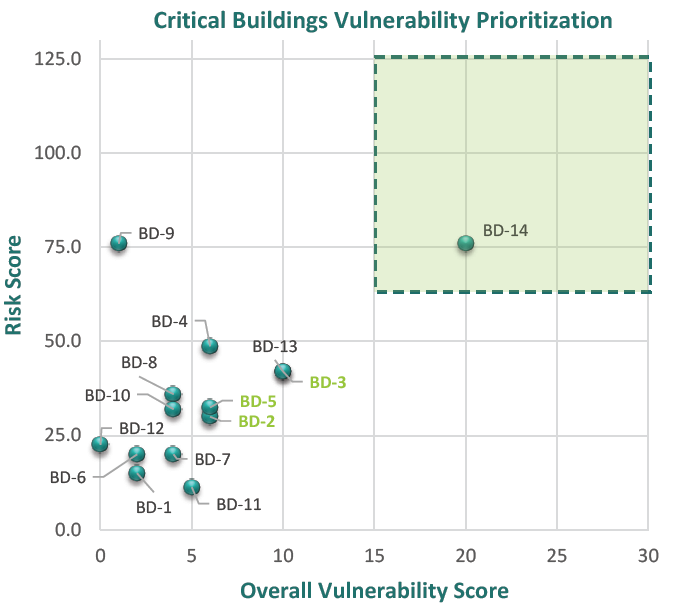 Critical Buildings Vulnerability Prioritization
125.0
100.0
75.0
50.0
25.0
0.0
Risk Score
BD-9
BD-14
BD-4
BD-13
BD-8
BD-3
BD-10
BD-5
BD-2
BD-12
BD-7
BD-6
BD-1
BD-11
0 5 10 15 20 25 30
Overall Vulnerability Score